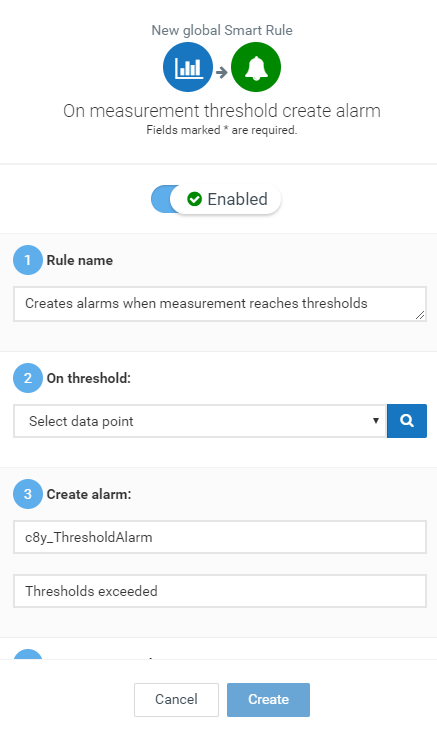 New global Smart Rule
On measurement threshold create alarm
Fields marked * are required.
Enabled
1 Rule name
Creates alarms when measurement reaches thresholds
2 On threshold:
Select data point
3 Create alarm:
c8y_ThresholdAlarm
Thresholds exceeded
Cancel
Create